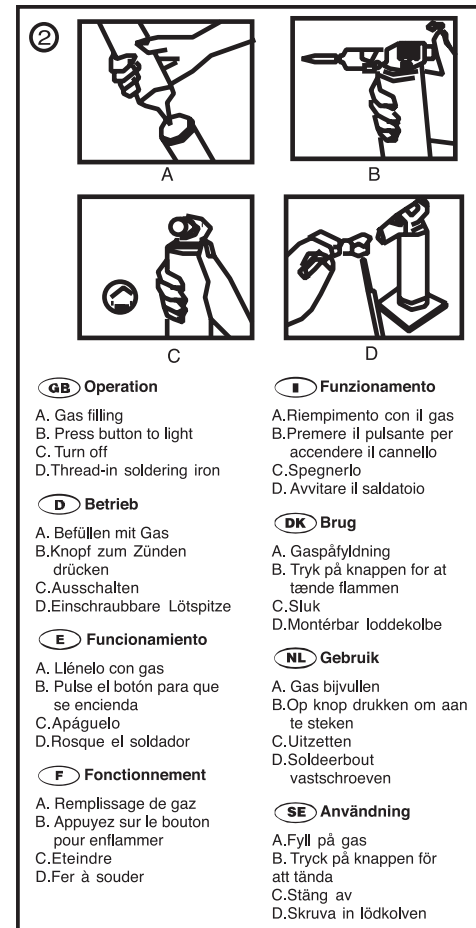 2
A
B
C
D
GB Operation
A. Gas filling
B. Press button to light
C. Turn off
D.Thread-in soldering iron
D Betrieb
A. Befüllen mit Gas
B.Knopf zum Zünden
drücken
C.Ausschalten
D.Einschraubbare Lötspitze
E Funcionamiento
A. Llénelo con gas
B. Pulse el botón para que
se encienda
C.Apáguelo
D.Rosque el soldador
F Fonctionnement
A. Remplissage de gaz
B. Appuyez sur le bouton
pour enflammer
C.Eteindre
D.Fer à souder
I Funzionamento
A.Riempimento con il gas
B.Premere il pulsante per
accendere il cannello
C.Spegnerlo
D. Avvitare il saldatoio
DK Brug
A. Gaspåfyldning
B. Tryk på knappen for at
tænde flammen
C.Sluk
D.Montérbar loddekolbe
NL Gebruik
A. Gas bijvullen
B.Op knop drukken om aan
te steken
C.Uitzetten
D.Soldeerbout
vastschroeven
SE Användning
A.Fyll på gas
B. Tryck på knappen för
att tända
C.Stäng av
D.Skruva in lödkolven